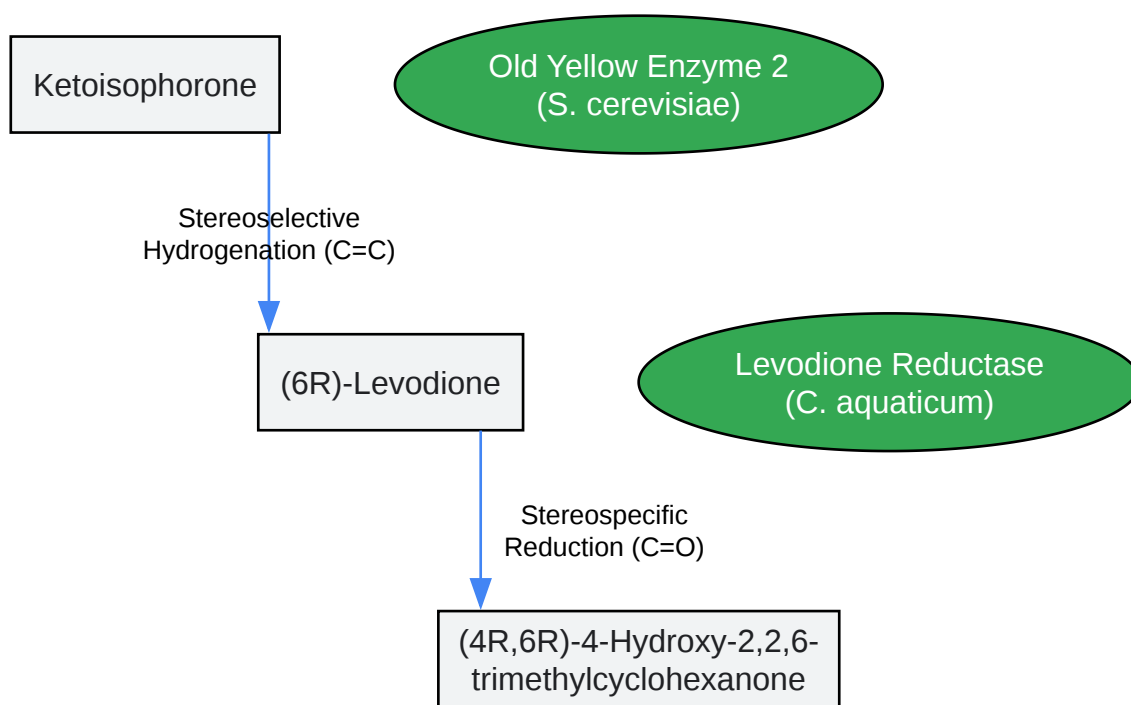 Ketoisophorone
Old Yellow Enzyme 2
(S. cerevisiae)
Stereoselective
Hydrogenation (C=C)
(6R)-Levodione
Levodione Reductase
(C. aquaticum)
Stereospecific
Reduction (C=O)
(4R,6R)-4-Hydroxy-2,2,6-
trimethylcyclohexanone